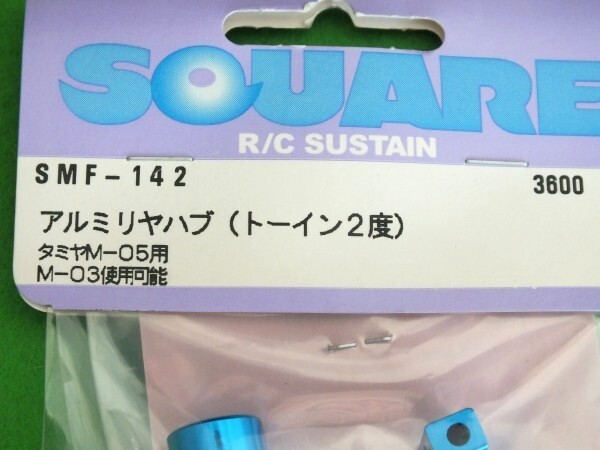 SQUARE
R/C SUSTAIN
SMF-142 3600
アルミリヤハブ（トーイン２度）
タミヤM－０５用
M－０３使用可能